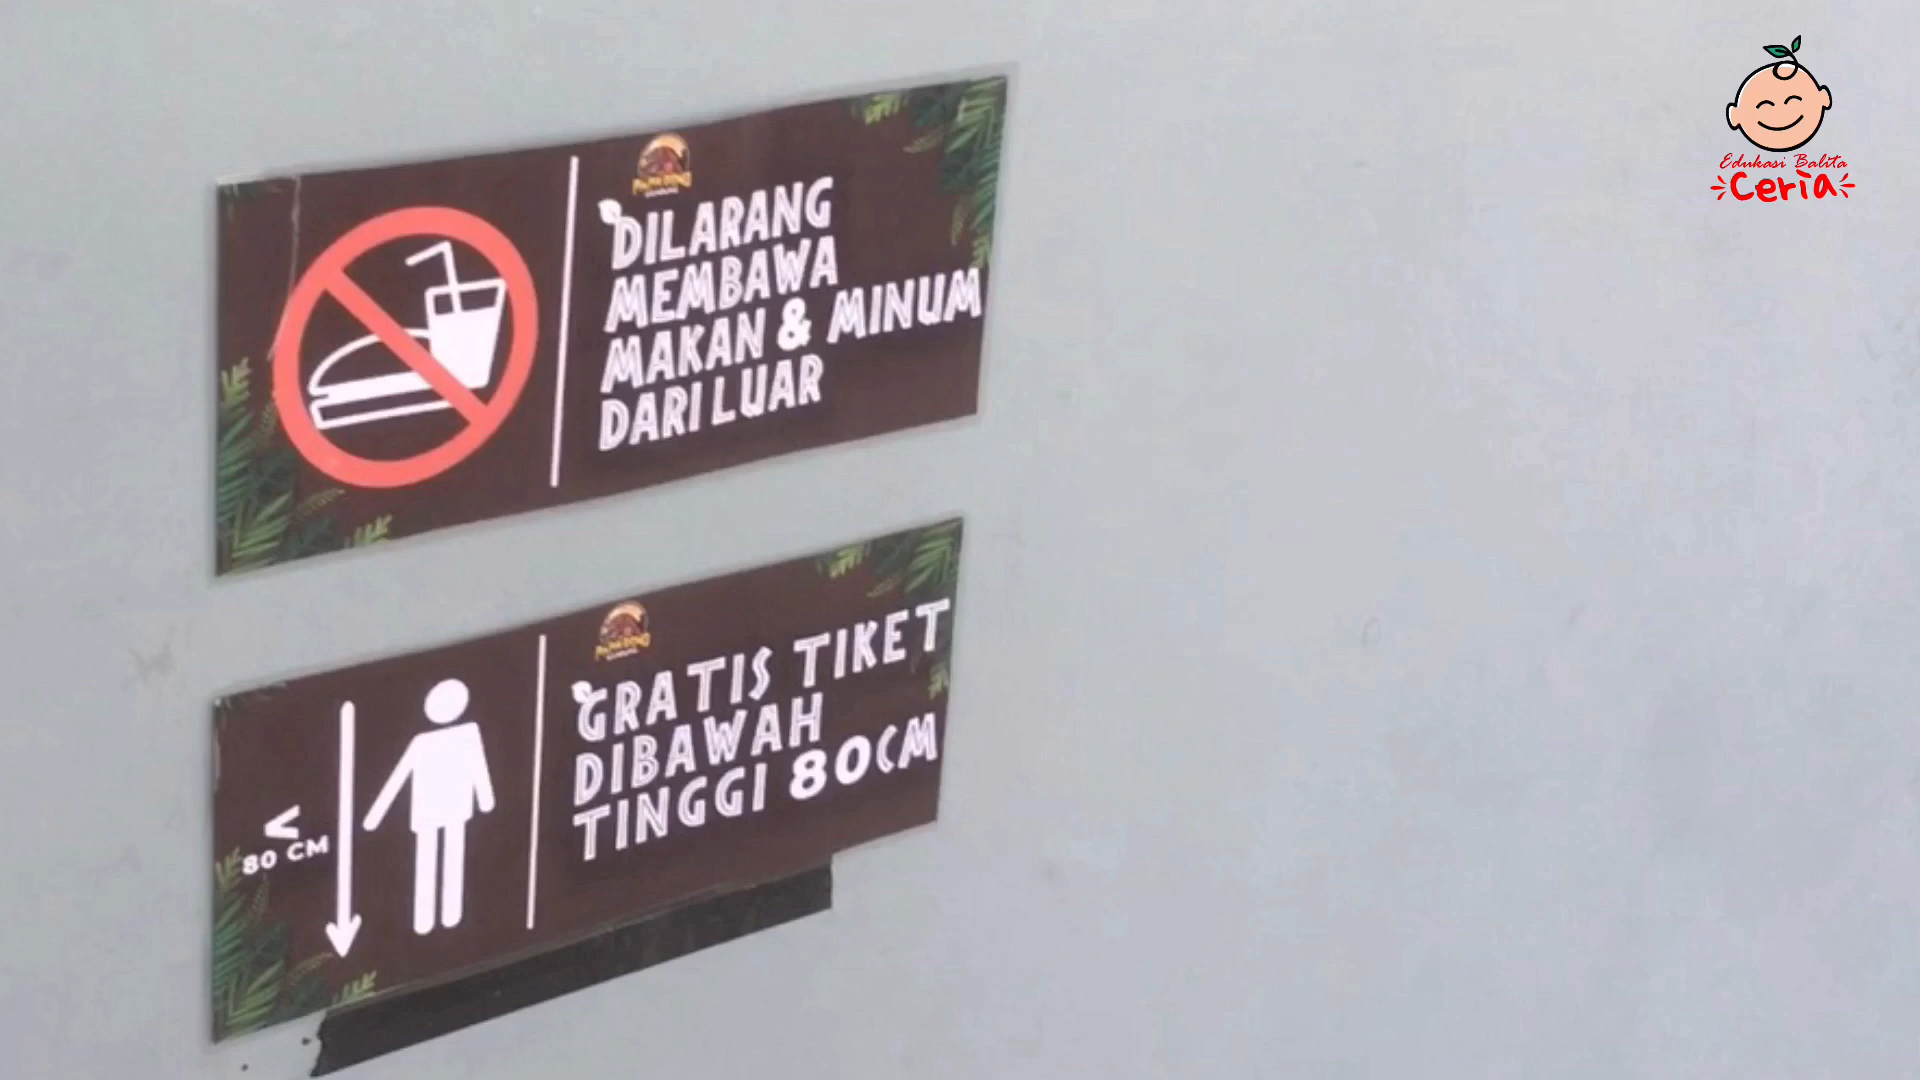 Edukasi Balita
Ceria
DILARANG
MEMBAWA
MAKAN & MINUM
DARI LUAR
GRATIS TIKET
DIBAWAH
TINGGI 80CM
<
80 CM